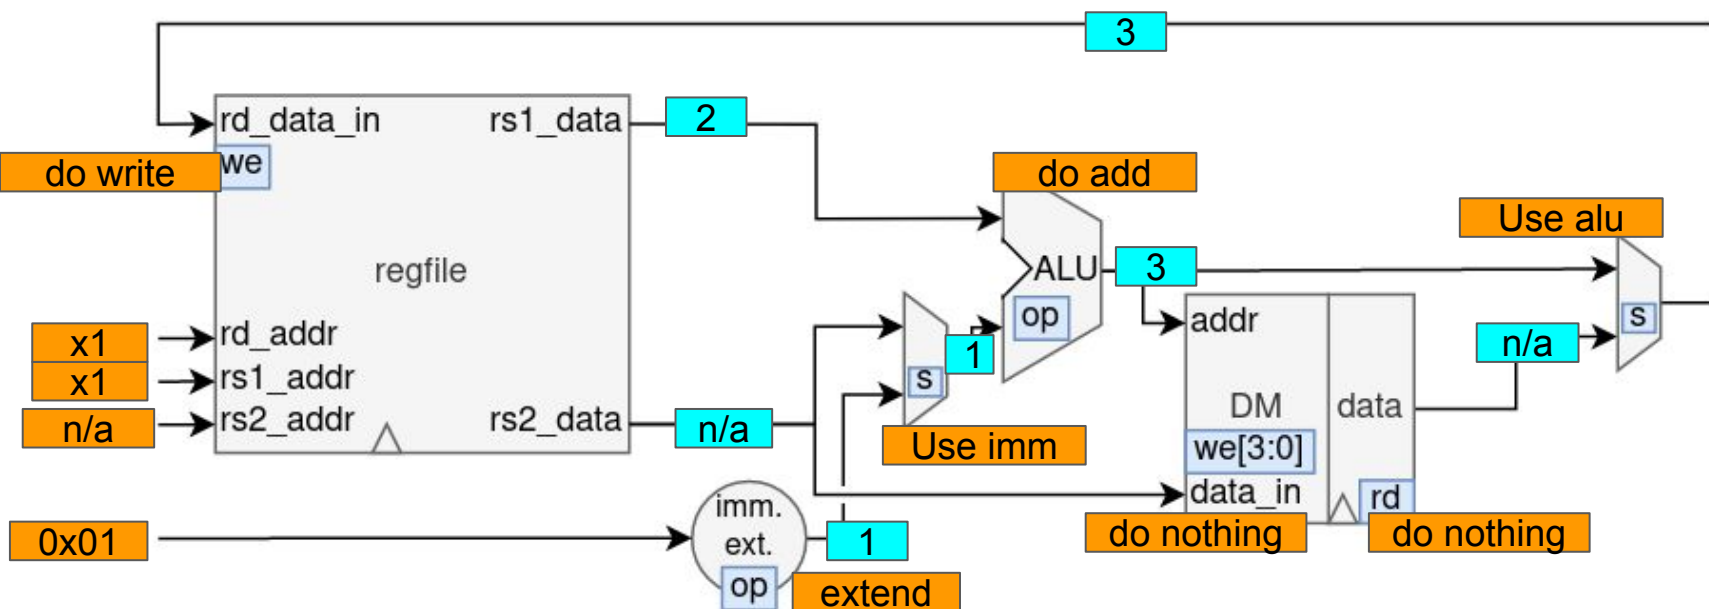 3
rd_data_in
rs1_data
2
do write
we
do add
Use alu
regfile
ALU
3
op
addr
s
x1
rd_addr
1
n/a
x1
rs1_addr
s
DM
data
n/a
rs2_addr
rs2_data
n/a
Use imm
we[3:0]
data_in
rd
imm.
ext.
op
0x01
1
do nothing
do nothing
extend